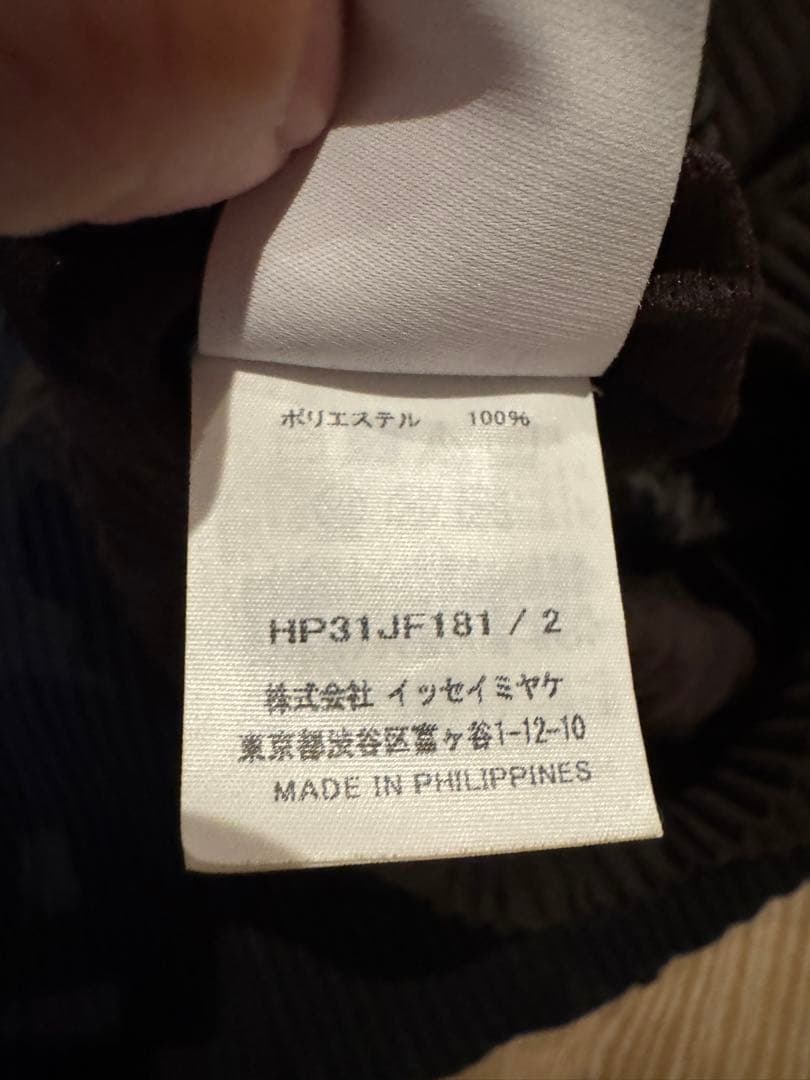 ポリエステル 100%
HP31JF181 / 2
株式会社 イッセイミヤケ
東京都渋谷区富ヶ谷1-12-10
MADE IN PHILIPPINES